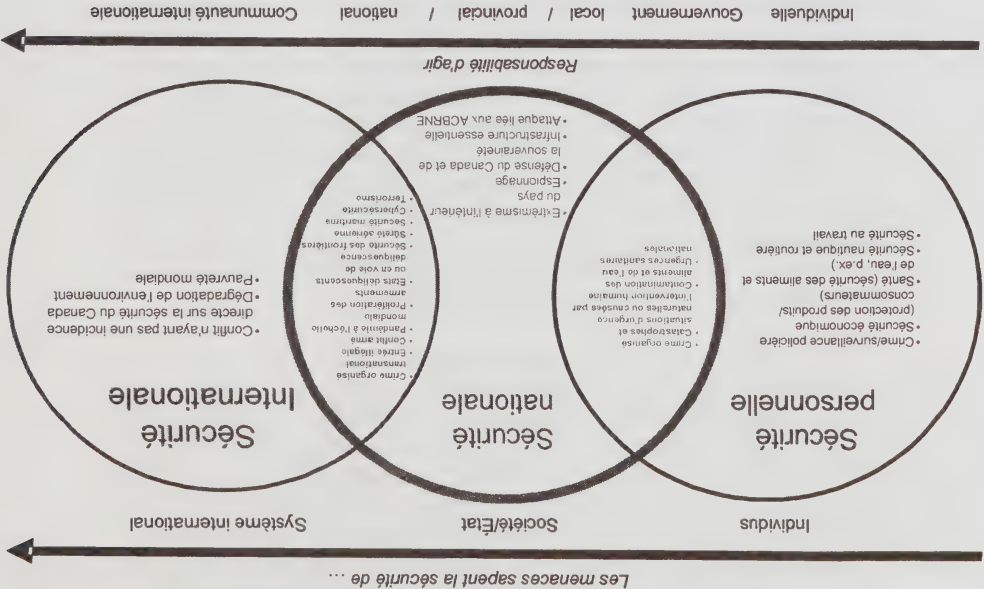 Les menaces sapent la sécurité de ...
Individus
Société/État
Système international
Sécurité
personnelle
•Crime/surveillance policière
•Sécurité économique
(protection des produits/
consommateurs)
•Santé (sécurité des aliments et
de l'eau, p.ex.)
•Sécurité nautique et routière
•Sécurité au travail
• Crime organisé
• Catastrophes et
situations d'urgence
naturelles ou causées par
l'intervention humaine
• Contamination des
aliments et de l'eau
• Urgences sanitaires
nationales
Sécurité
nationale
•Extrémisme à l'intérieur
du pays
•Espionnage
•Défense du Canada et de
la souveraineté
•Infrastructure essentielle
•Attaque liée aux ACBRNE
• Crime organisé
transnational
• Entrée illégale
• Conflit armé
• Pandémie à l'échelle
mondiale
• Prolifération des
armements
• États déliquescents
ou en voie de
déliquescence
• Sécurité des frontières
• Sûreté aérienne
• Sécurité maritime
• Cybersécurité
• Terrorisme
Sécurité
Internationale
•Conflit n'ayant pas une incidence
directe sur la sécurité du Canada
•Dégradation de l'environnement
•Pauvreté mondiale
Responsabilité d'agir
Individuelle Gouvernement local / provincial / national Communauté internationale